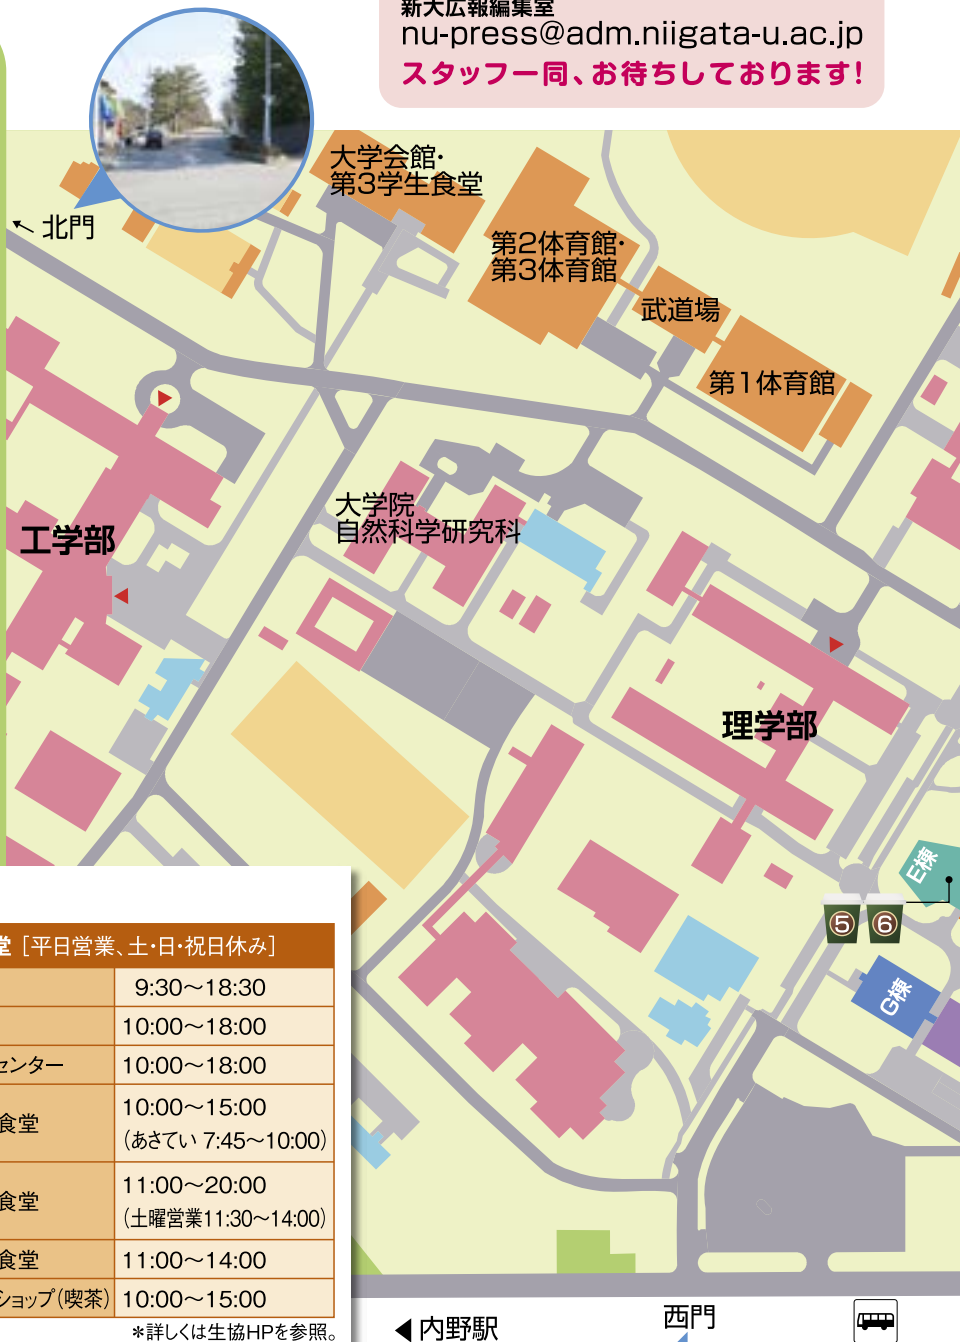 新大広報編集室
nu-press@adm.niigata-u.ac.jp
スタッフ一同、お待ちしております!
大学会館・
第3学生食堂
←北門
第2体育館・
第3体育館
武道場
第1体育館
大学院
自然科学研究科
工学部
理学部
E棟
⑤ ⑥
G棟
堂 [平日営業、土・日・祝日休み]
9:30〜18:30
10:00〜18:00
センター 10:00〜18:00
食堂 10:00〜15:00
(あさてい 7:45〜10:00)
食堂 11:00〜20:00
(土曜営業11:30〜14:00)
食堂 11:00〜14:00
ショップ(喫茶) 10:00〜15:00
*詳しくは生協HPを参照。
◀内野駅
西門